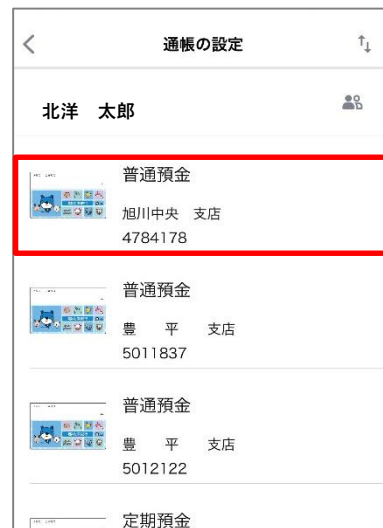 通帳の設定
北洋　太郎
普通預金
旭川中央　支店
4784178
普通預金
豊　平　支店
5011837
普通預金
豊　平　支店
5012122
定期預金